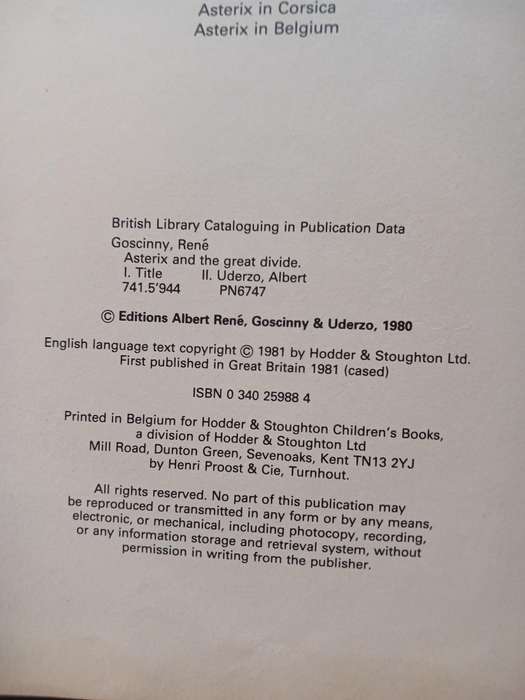 Asterix in Corsica
Asterix in Belgium
British Library Cataloguing in Publication Data
Goscinny, René
Asterix and the great divide.
I. Title II. Uderzo, Albert
741.5'944 PN6747
© Editions Albert René, Goscinny & Uderzo, 1980
English language text copyright © 1981 by Hodder & Stoughton Ltd.
First published in Great Britain 1981 (cased)
ISBN 0 340 25988 4
Printed in Belgium for Hodder & Stoughton Children's Books,
a division of Hodder & Stoughton Ltd
Mill Road, Dunton Green, Sevenoaks, Kent TN13 2YJ
by Henri Proost & Cie, Turnhout.
All rights reserved. No part of this publication may
be reproduced or transmitted in any form or by any means,
electronic, or mechanical, including photocopy, recording,
or any information storage and retrieval system, without
permission in writing from the publisher.